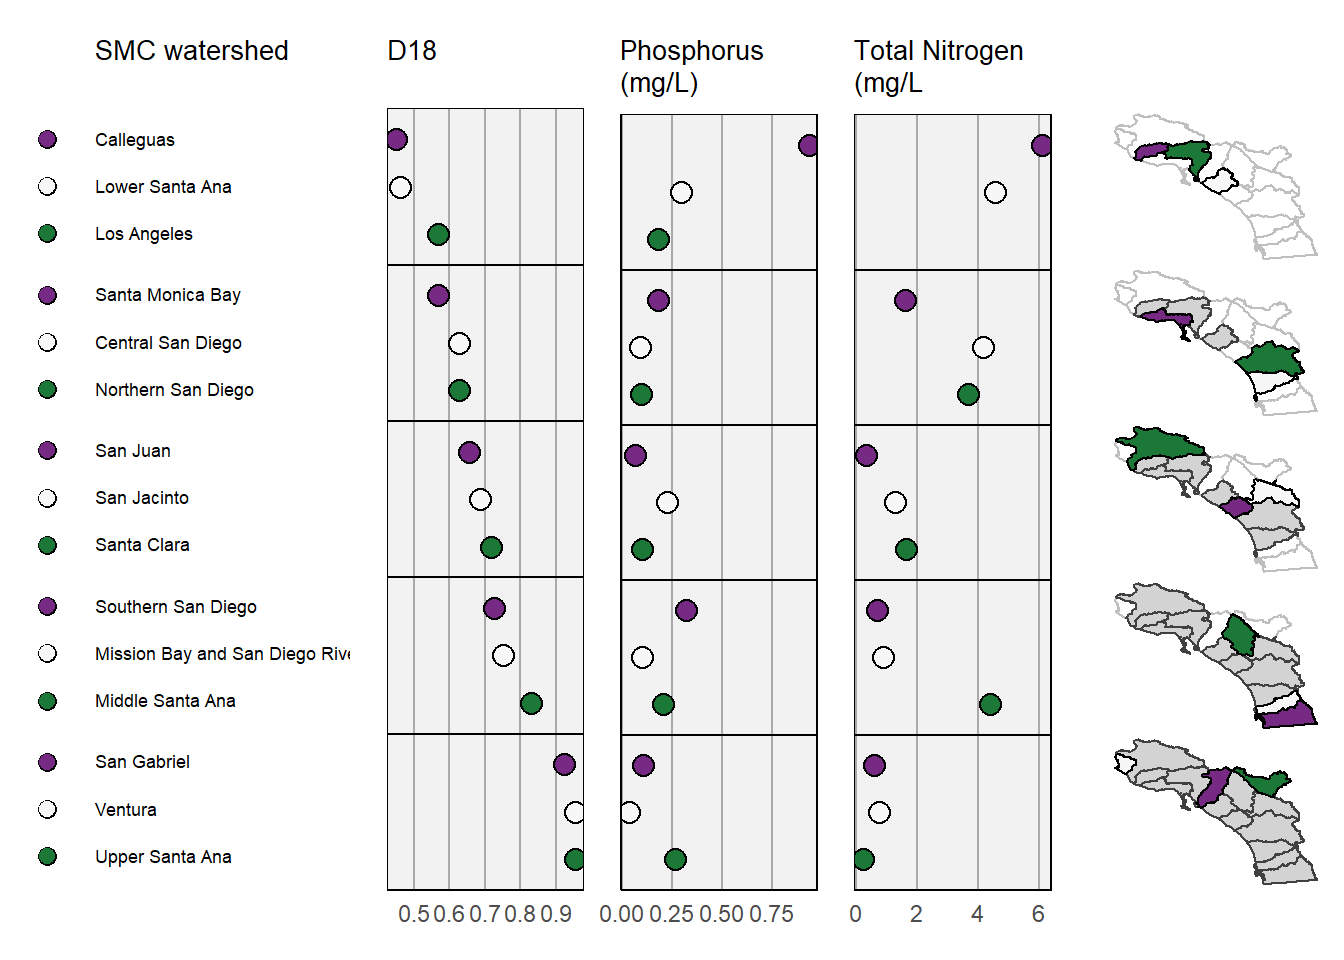 SMC watershed
D18
Phosphorus
(mg/L)
Total Nitrogen
(mg/L
Calleguas
Lower Santa Ana
Los Angeles
Santa Monica Bay
Central San Diego
Northern San Diego
San Juan
San Jacinto
Santa Clara
Southern San Diego
Mission Bay and San Diego Rive
Middle Santa Ana
San Gabriel
Ventura
Upper Santa Ana
0.5 0.6 0.7 0.8 0.9
0.00 0.25 0.50 0.75
0 2 4 6